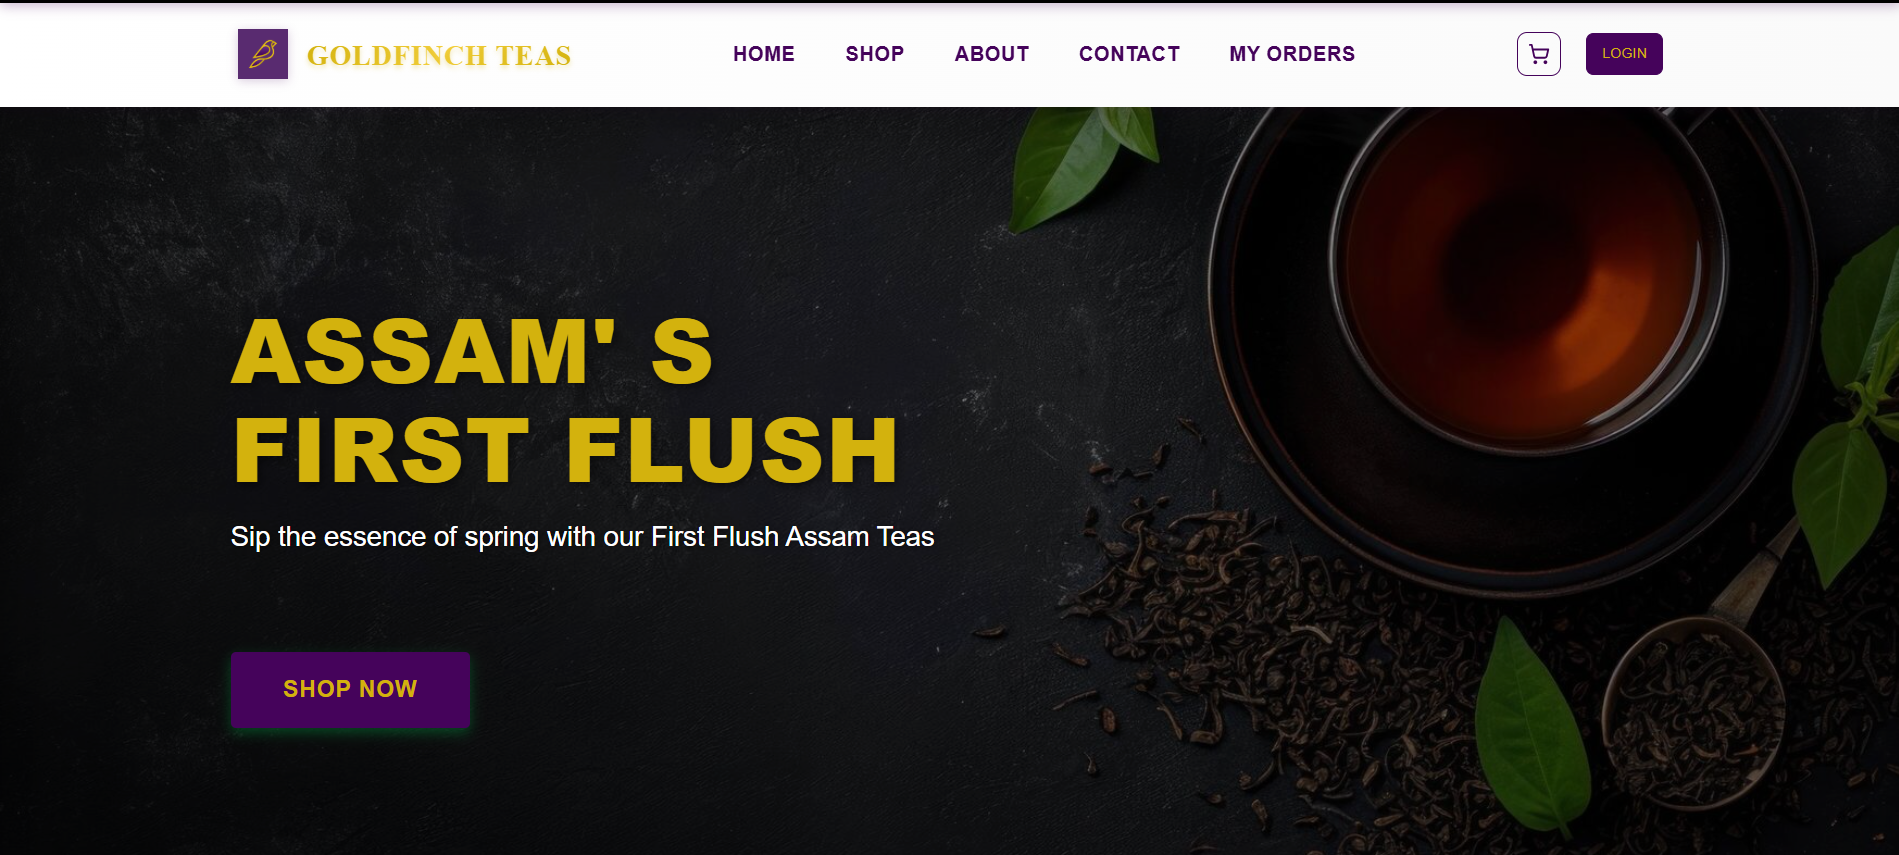 GOLDFINCH TEAS
HOME SHOP ABOUT CONTACT MY ORDERS
LOGIN
ASSAM' S
FIRST FLUSH
Sip the essence of spring with our First Flush Assam Teas
SHOP NOW